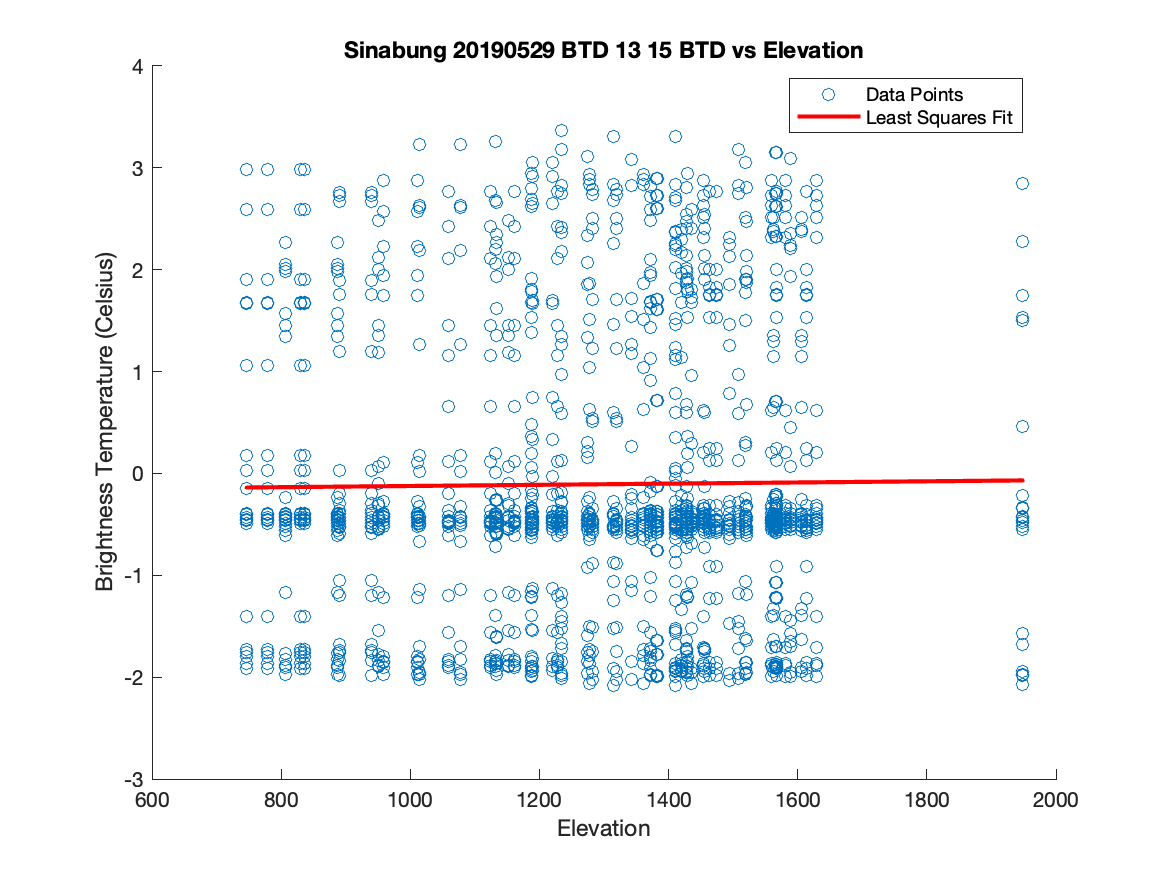 Sinabung 20190529 BTD 13 15 BTD vs Elevation
Data Points
Least Squares Fit
Brightness Temperature (Celsius)
4
3
2
1
0
-1
-2
-3
600 800 1000 1200 1400 1600 1800 2000
Elevation